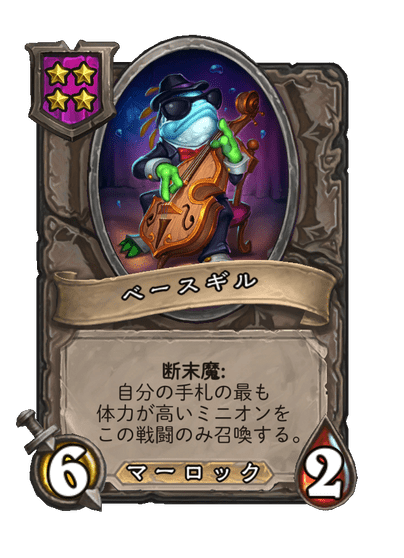 ベースギル
断末魔:
自分の手札の最も
体力が高いミニオンを
この戦闘のみ召喚する。
6
マーロック
2